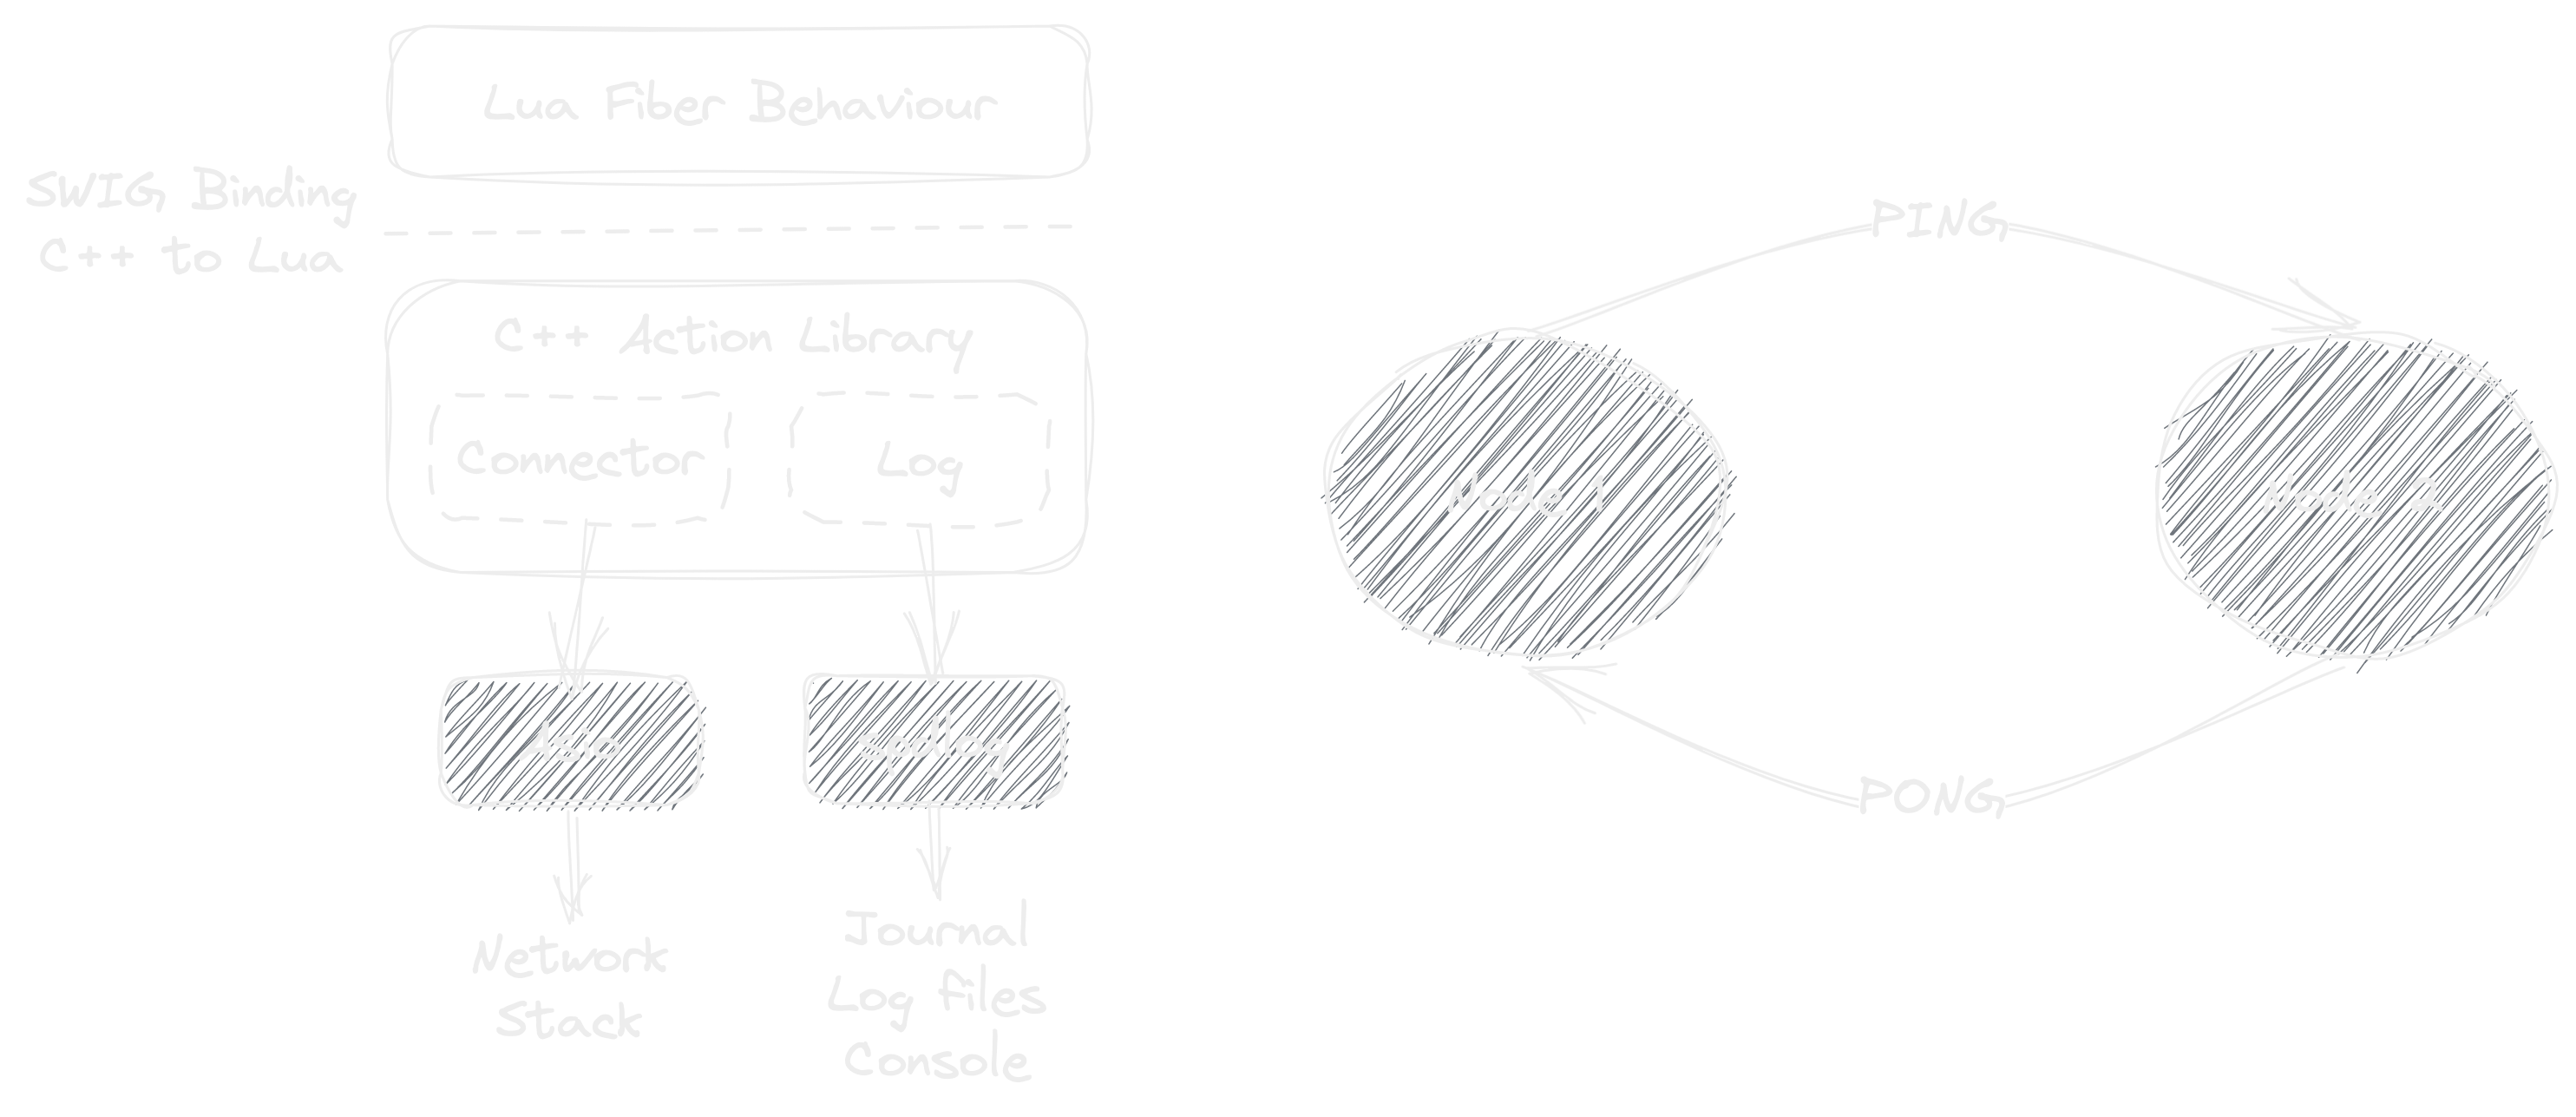 Lua Fiber Behaviour
SWIG Binding
C++ to Lua
C++ Action Library
Connector
Log
Asio
spdlog
Network
Stack
Journal
Log files
Console
PING
Node 1
Node 2
PONG